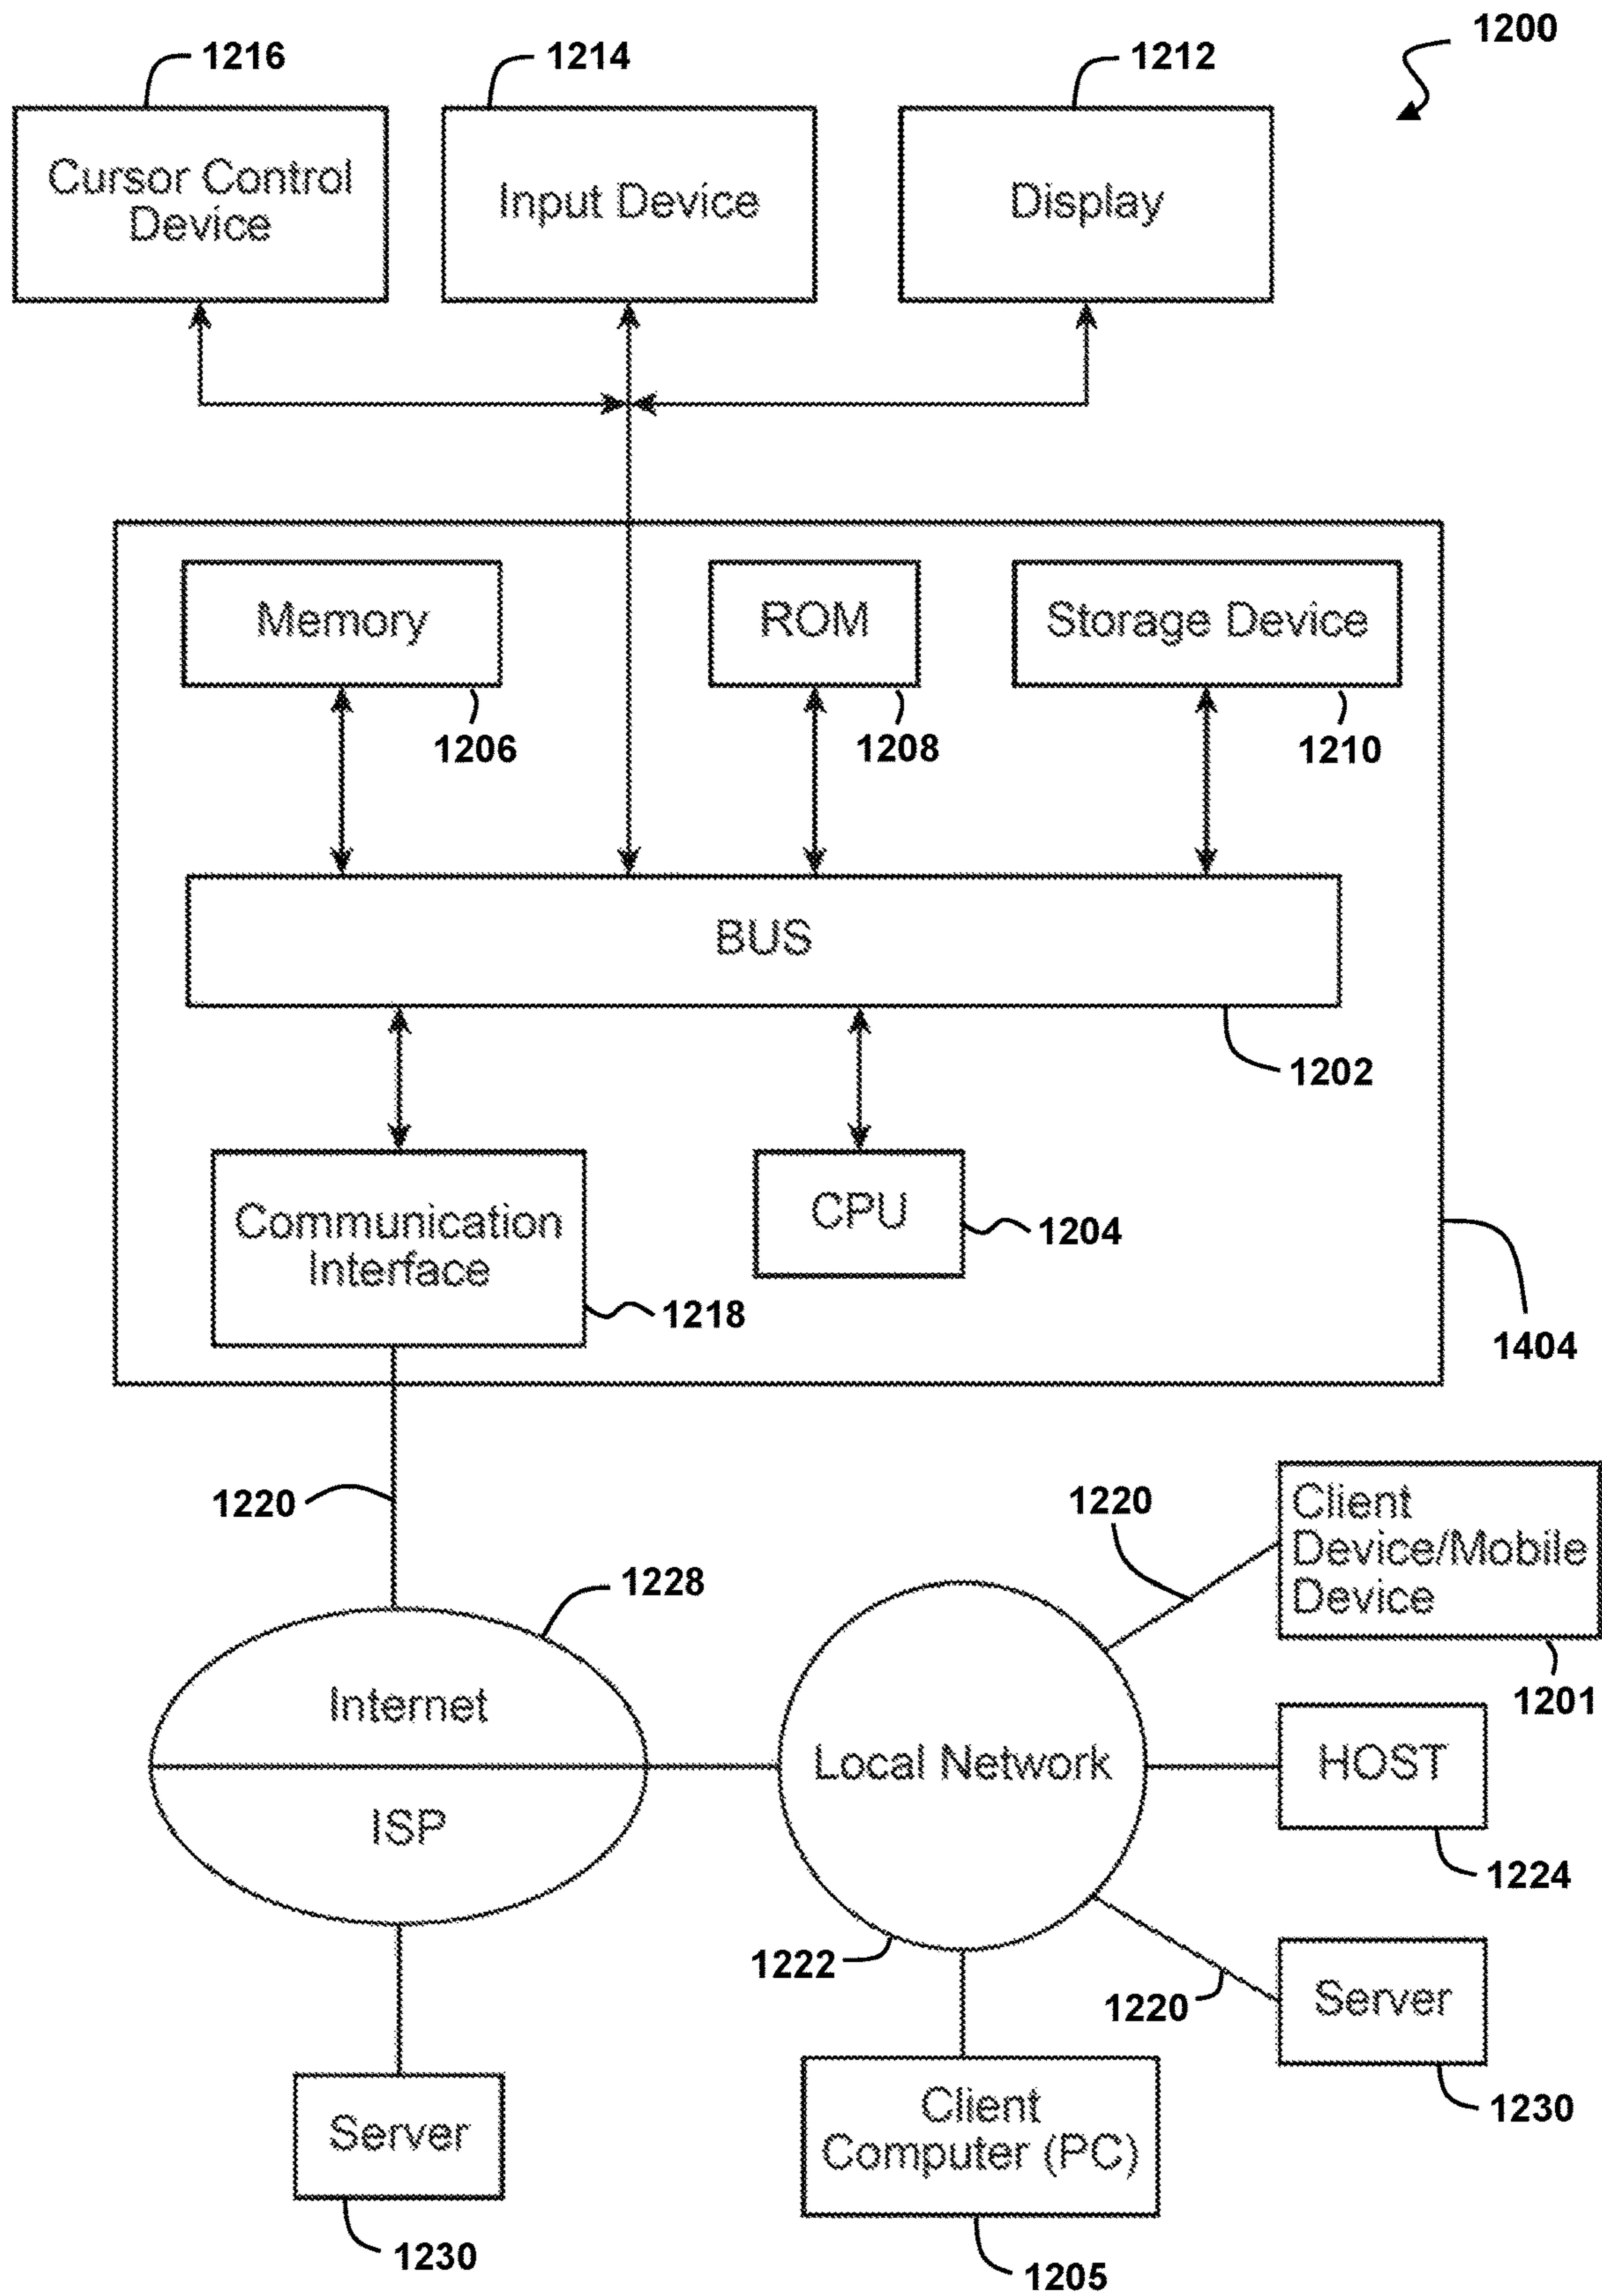 1200
1216
1214
1212
Cursor Control
Device
Input Device
Display
Memory
ROM
Storage Device
1206
1208
1210
BUS
1202
Communication
Interface
CPU
1204
1218
1404
1220
1220
Client
Device/Mobile
Device
1228
1201
Internet
ISP
Local Network
HOST
1224
1222
1220
Server
1230
Server
1230
Client
Computer (PC)
1205